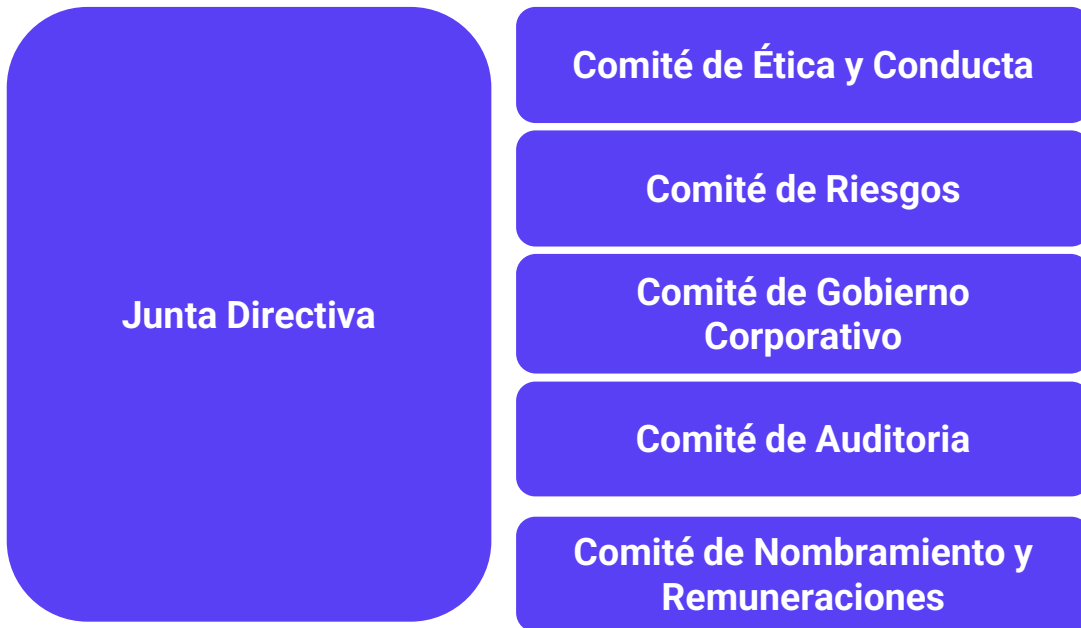 Junta Directiva
Comité de Ética y Conducta
Comité de Riesgos
Comité de Gobierno
Corporativo
Comité de Auditoria
Comité de Nombramiento y
Remuneraciones